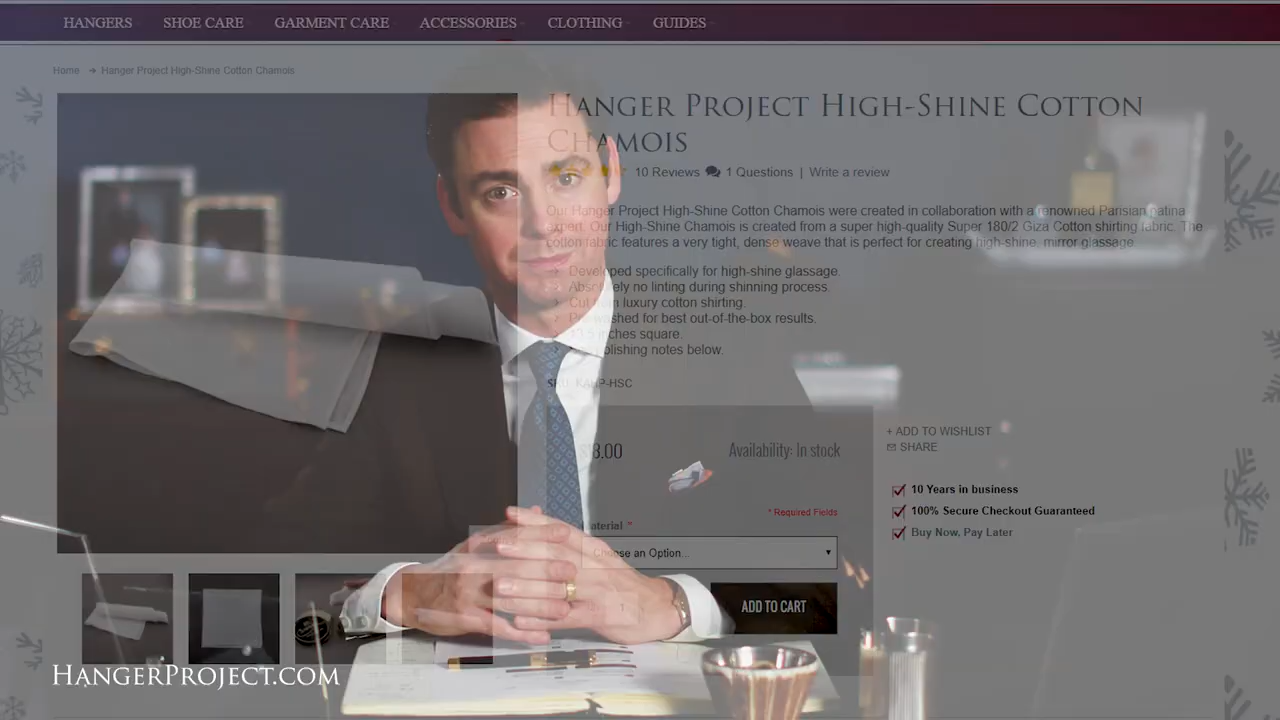 HANGERS SHOE CARE GARMENT CARE ACCESSORIES CLOTHING GUIDES
Home → Hanger Project High-Shine Cotton Chamois
HANGER PROJECT HIGH-SHINE COTTON
CHAMOIS
10 Reviews 1 Questions | Write a review
Our Hanger Project High-Shine Cotton Chamois were created in collaboration with a renowned Parisian patina
expert. Our High-Shine Chamois is created from a super high-quality Super 180/2 Giza Cotton shirting fabric. The
cotton fabric features a very tight, dense weave that is perfect for creating high-shine, mirror glassage.
Developed specifically for high-shine glassage.
Absolutely no linting during shinning process.
Cut from luxury cotton shirting.
Pre-washed for best out-of-the-box results.
inches square.
polishing notes below.
SKU: KAHP-HSC
Availability: In stock
+ ADD TO WISHLIST
SHARE
10 Years in business
100% Secure Checkout Guaranteed
Buy Now, Pay Later
* Required Fields
Material *
Choose an Option...
1
ADD TO CART
HANGERPROJECT.COM